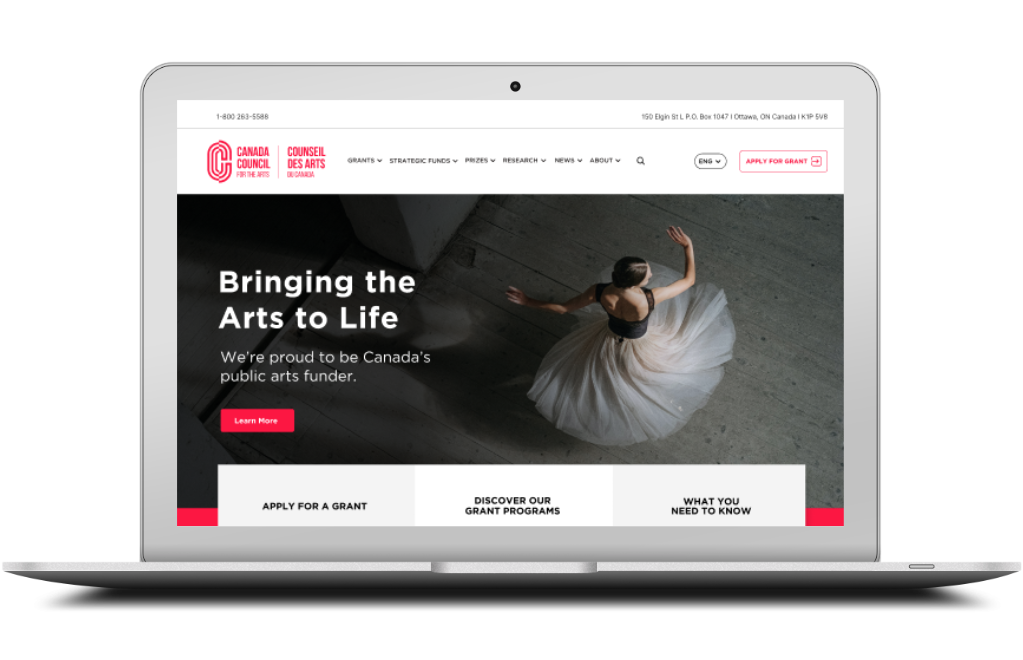 1-800 263-5588
150 Elgin St L P.O. Box 1047 I Ottawa, ON Canada I K1P 5V8
CANADA
COUNCIL
FOR THE ARTS
COUNSEIL
DES ARTS
DU CANADA
GRANTS
STRATEGIC FUNDS
PRIZES
RESEARCH
NEWS
ABOUT
ENG
APPLY FOR GRANT
Bringing the
Arts to Life
We're proud to be Canada's
public arts funder.
Learn More
APPLY FOR A GRANT
DISCOVER OUR
GRANT PROGRAMS
WHAT YOU
NEED TO KNOW